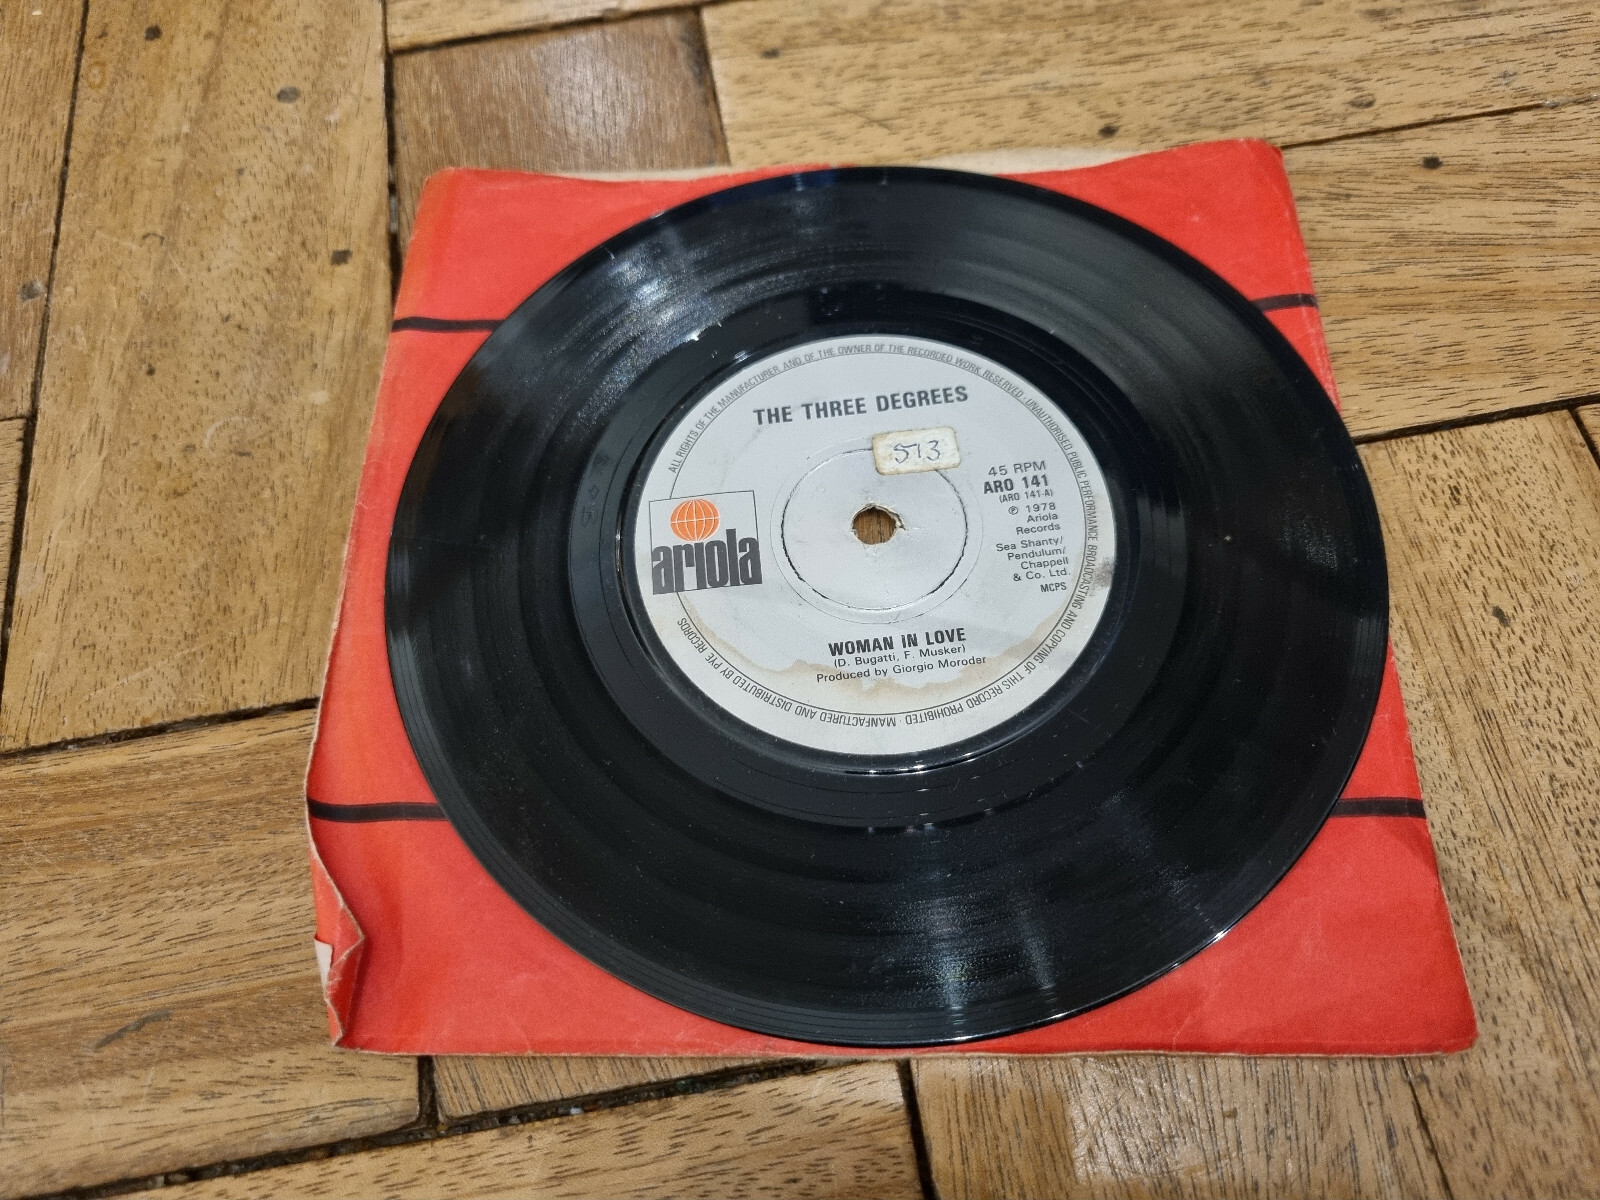 ALL RIGHTS OF THE MANUFACTURER AND OF THE OWNER OF THE RECORDED WORK RESERVED · UNAUTHORISED PUBLIC PERFORMANCE BROADCASTING AND COPYING OF THIS RECORD PROHIBITED · MANFACTURED AND DISTRIBUTED BY PYE RECORDS
THE THREE DEGREES
513
ariola
45 RPM
ARO 141
(ARO 141-A)
℗ 1978
Ariola
Records
Sea Shanty/
Pendulum/
Chappell
& Co. Ltd.
MCPS
WOMAN IN LOVE
(D. Bugatti, F. Musker)
Produced by Giorgio Moroder